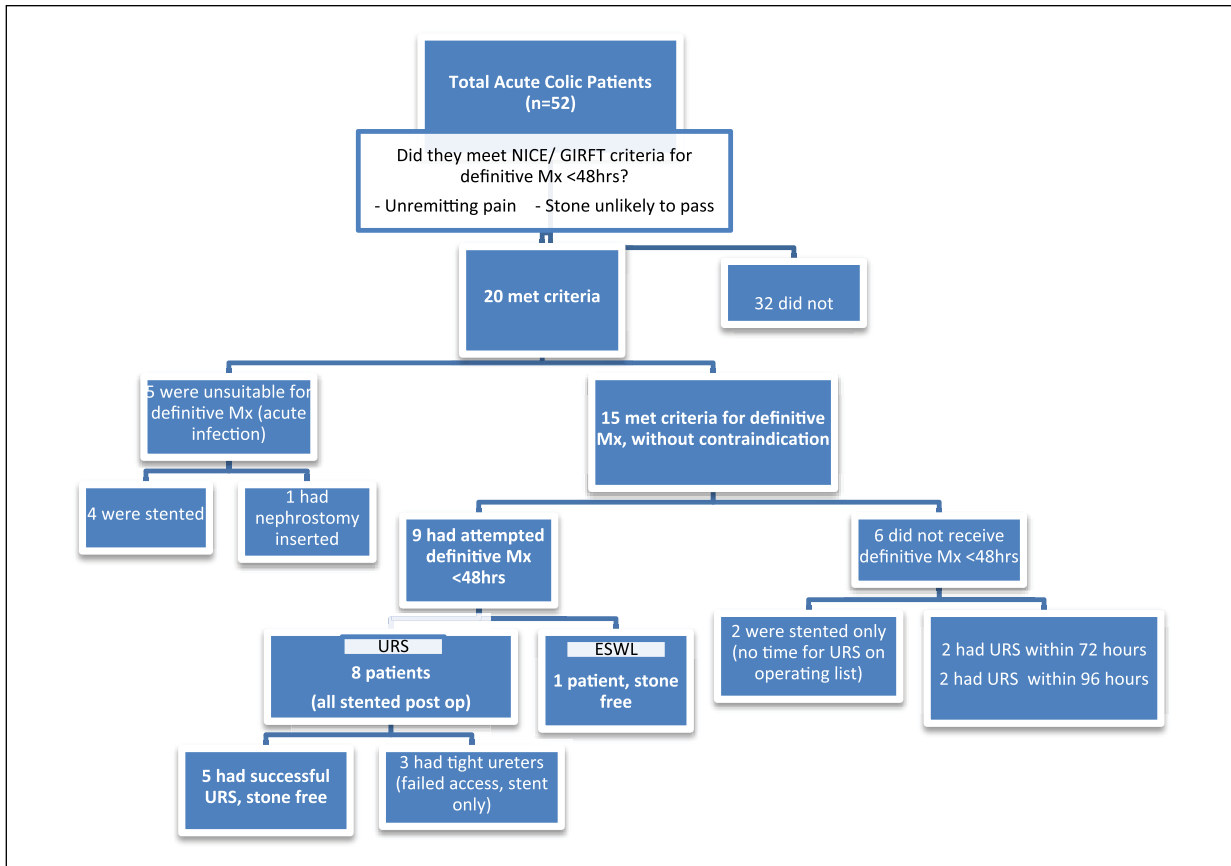 Total Acute Colic Patients
(n=52)
Did they meet NICE/ GIRFT criteria for
definitive Mx <48hrs?
- Unremitting pain - Stone unlikely to pass
20 met criteria
32 did not
5 were unsuitable for
definitive Mx (acute
infection)
15 met criteria for definitive
Mx, without contraindication
4 were stented
1 had
nephrostomy
inserted
9 had attempted
definitive Mx
<48hrs
6 did not receive
definitive Mx <48hrs
URS
8 patients
(all stented post op)
ESWL
1 patient, stone
free
2 were stented only
(no time for URS on
operating list)
2 had URS within 72 hours
2 had URS within 96 hours
5 had successful
URS, stone free
3 had tight ureters
(failed access, stent
only)